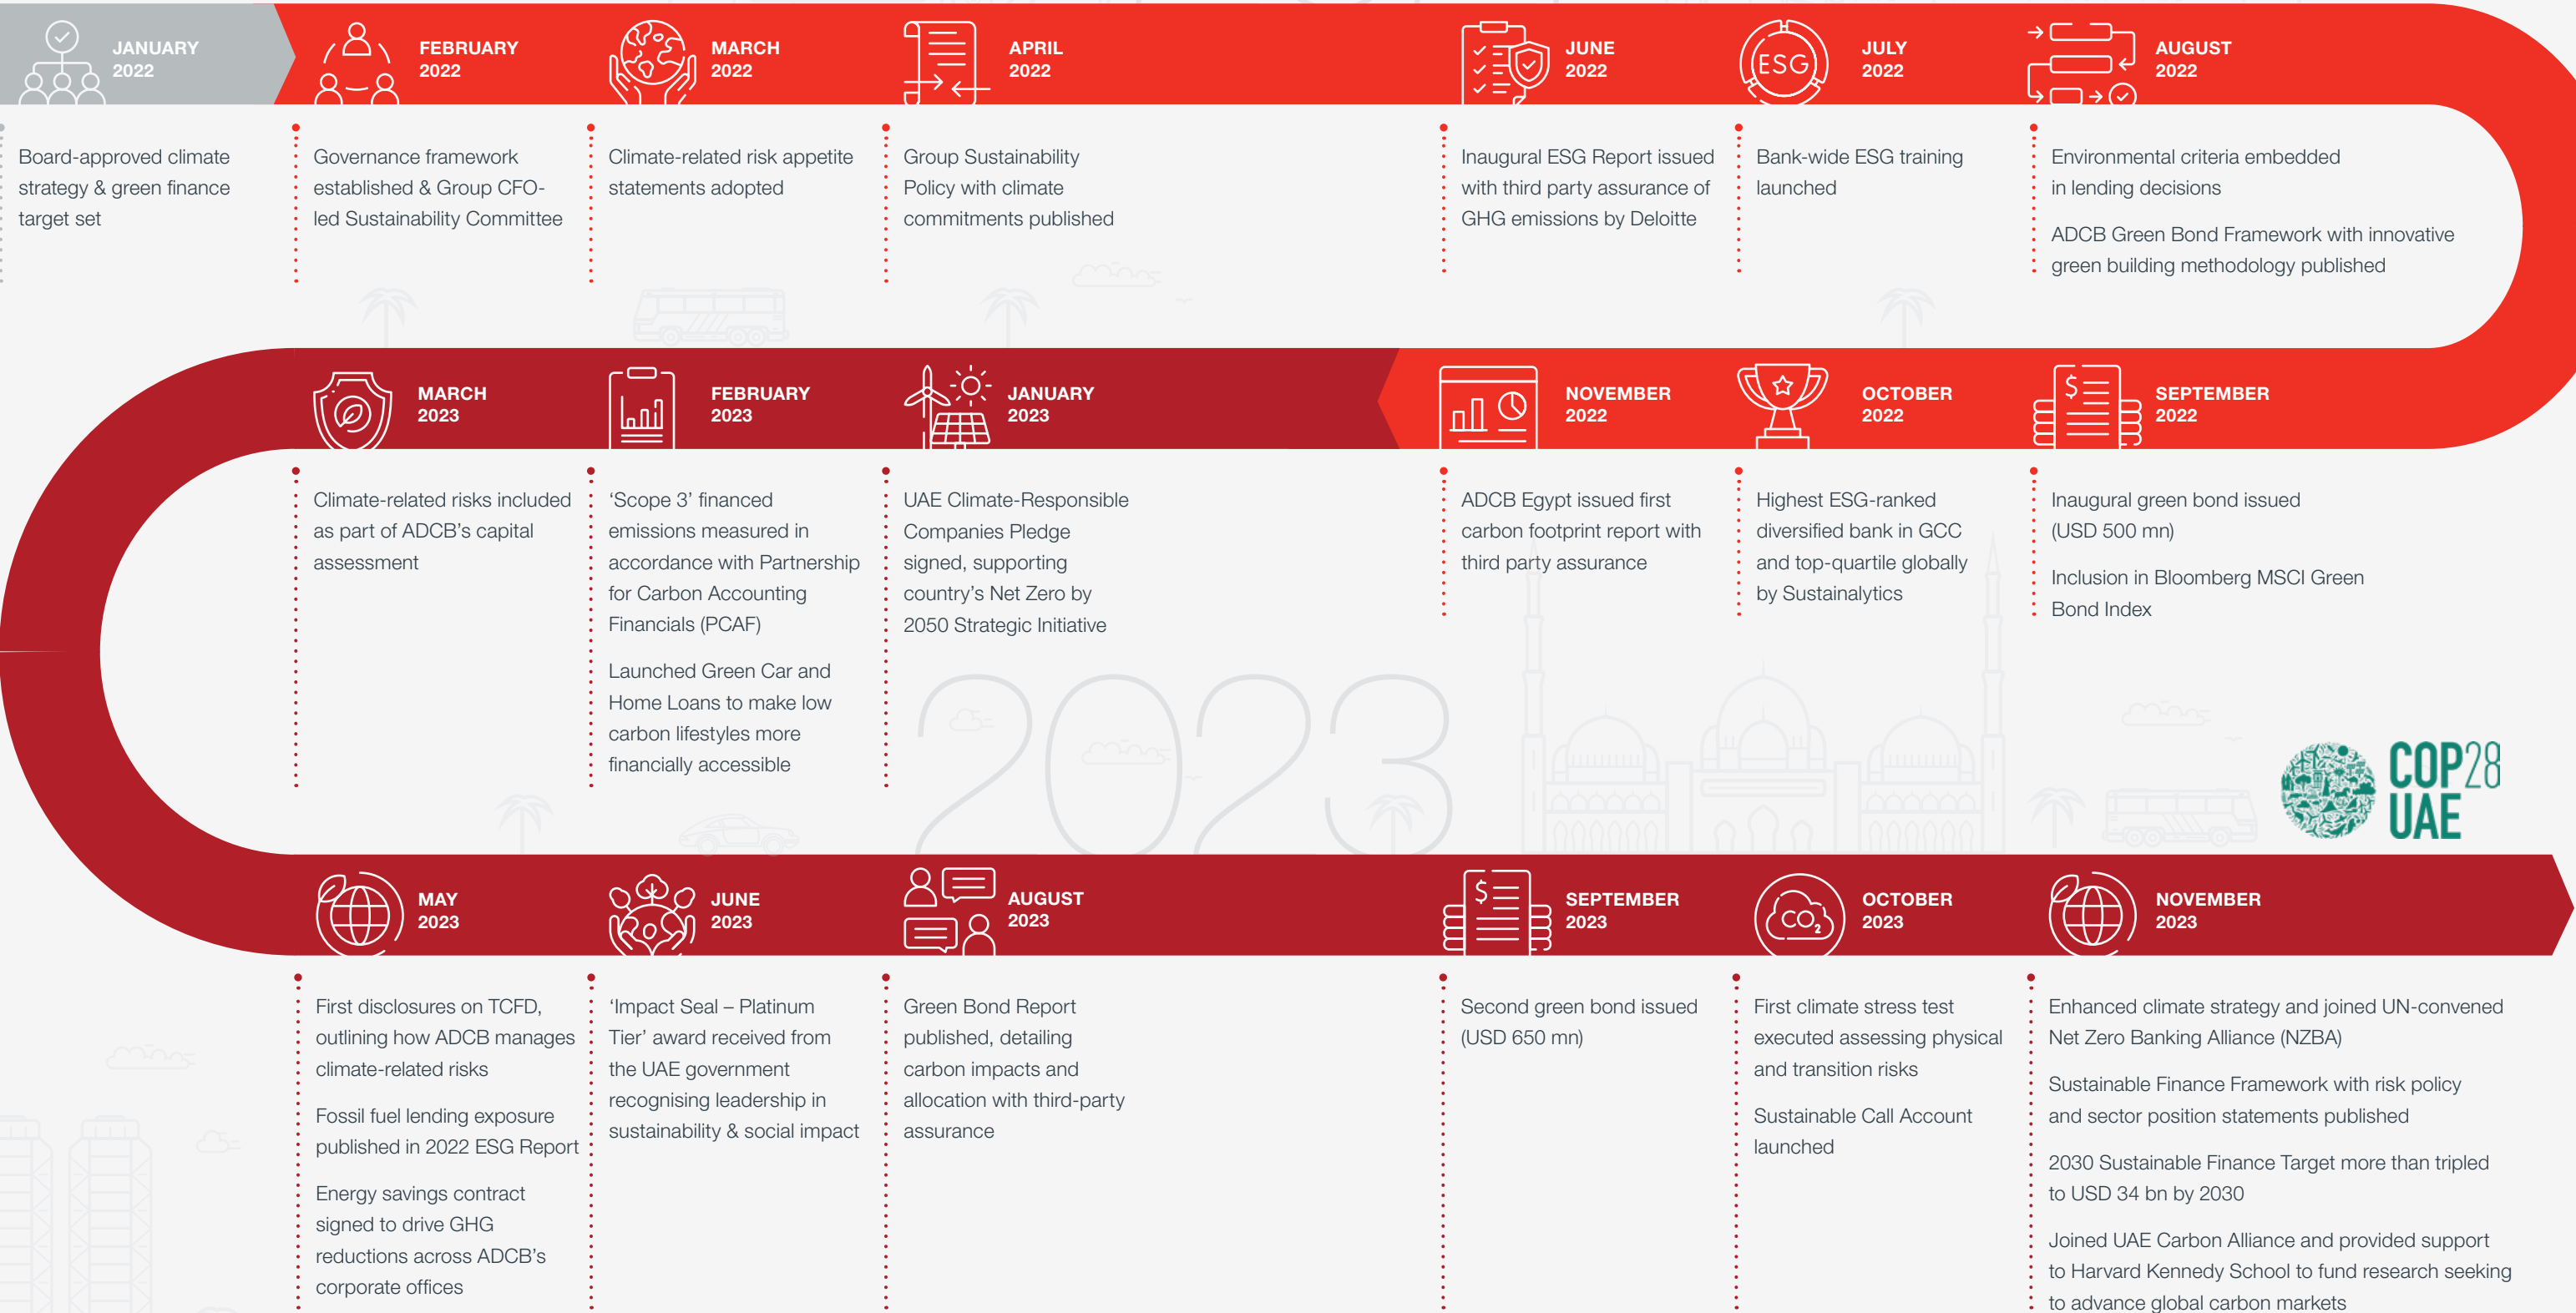 JANUARY
2022
Board-approved climate
strategy & green finance
target set
FEBRUARY
2022
Governance framework
established & Group CFO-
led Sustainability Committee
MARCH
2022
Climate-related risk appetite
statements adopted
APRIL
2022
Group Sustainability
Policy with climate
commitments published
JUNE
2022
Inaugural ESG Report issued
with third party assurance of
GHG emissions by Deloitte
ESG
JULY
2022
Bank-wide ESG training
launched
AUGUST
2022
Environmental criteria embedded
in lending decisions
ADCB Green Bond Framework with innovative
green building methodology published
$
SEPTEMBER
2022
Inaugural green bond issued
(USD 500 mn)
Inclusion in Bloomberg MSCI Green
Bond Index
OCTOBER
2022
Highest ESG-ranked
diversified bank in GCC
and top-quartile globally
by Sustainalytics
NOVEMBER
2022
ADCB Egypt issued first
carbon footprint report with
third party assurance
JANUARY
2023
UAE Climate-Responsible
Companies Pledge
signed, supporting
country's Net Zero by
2050 Strategic Initiative
FEBRUARY
2023
‘Scope 3’ financed
emissions measured in
accordance with Partnership
for Carbon Accounting
Financials (PCAF)
Launched Green Car and
Home Loans to make low
carbon lifestyles more
financially accessible
MARCH
2023
Climate-related risks included
as part of ADCB’s capital
assessment
2023
COP28
UAE
MAY
2023
First disclosures on TCFD,
outlining how ADCB manages
climate-related risks
Fossil fuel lending exposure
published in 2022 ESG Report
Energy savings contract
signed to drive GHG
reductions across ADCB’s
corporate offices
JUNE
2023
‘Impact Seal – Platinum
Tier’ award received from
the UAE government
recognising leadership in
sustainability & social impact
AUGUST
2023
Green Bond Report
published, detailing
carbon impacts and
allocation with third-party
assurance
$
SEPTEMBER
2023
Second green bond issued
(USD 650 mn)
CO2
OCTOBER
2023
First climate stress test
executed assessing physical
and transition risks
Sustainable Call Account
launched
NOVEMBER
2023
Enhanced climate strategy and joined UN-convened
Net Zero Banking Alliance (NZBA)
Sustainable Finance Framework with risk policy
and sector position statements published
2030 Sustainable Finance Target more than tripled
to USD 34 bn by 2030
Joined UAE Carbon Alliance and provided support
to Harvard Kennedy School to fund research seeking
to advance global carbon markets